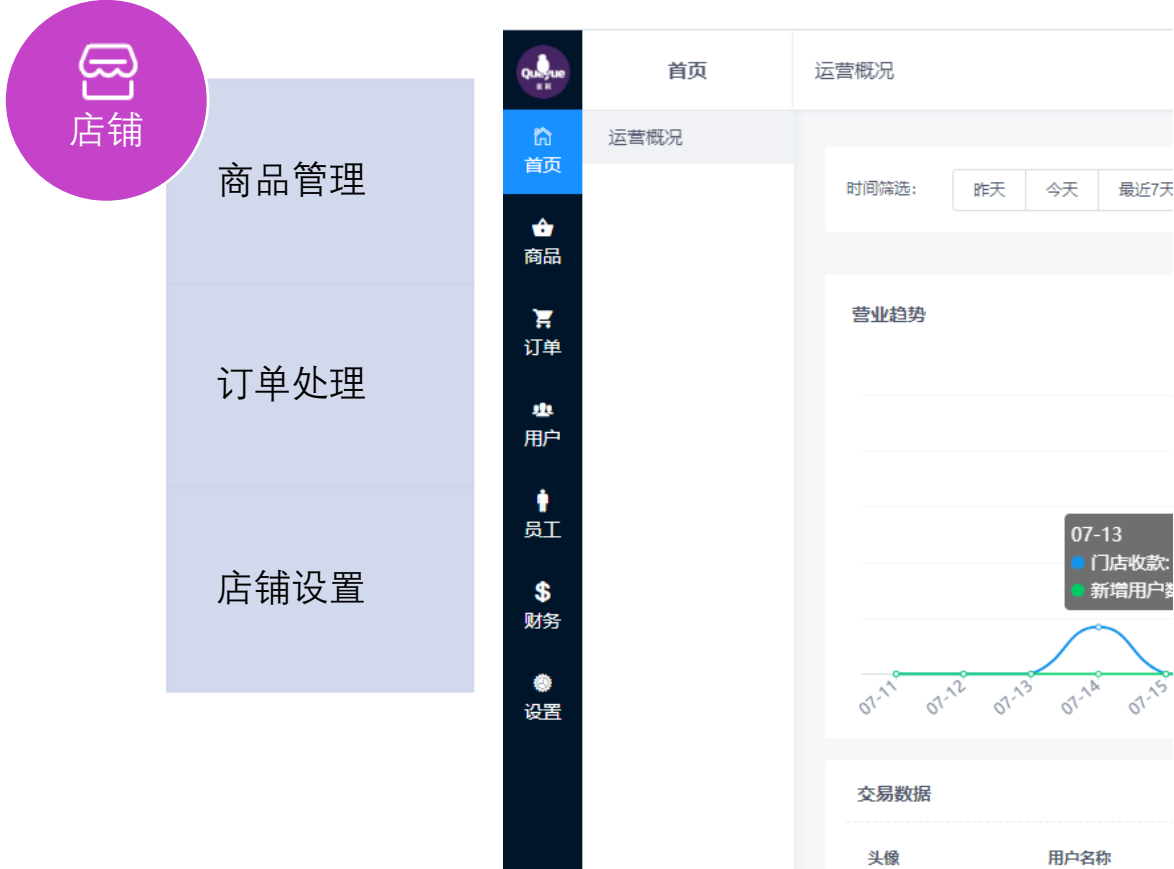 店铺
商品管理
订单处理
店铺设置
Queyue
首页
运营概况
首页
运营概况
商品
订单
用户
员工
财务
设置
时间筛选:
昨天
今天
最近7天
营业趋势
07-13
门店收款:
新增用户数
07-11
07-12
07-13
07-14
07-15
交易数据
头像
用户名称